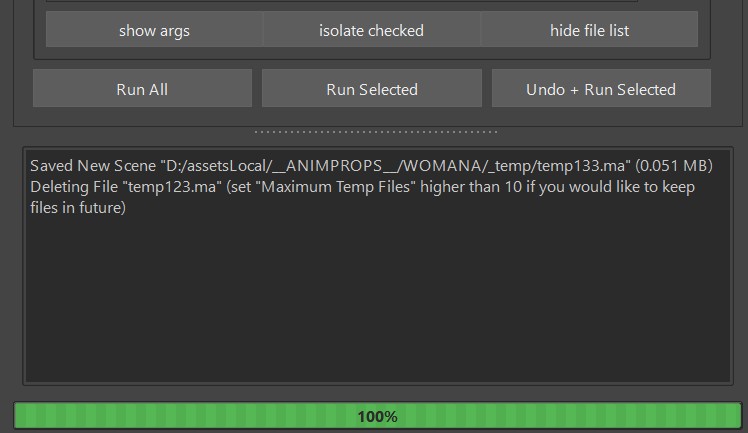 show args
isolate checked
hide file list
Run All
Run Selected
Undo + Run Selected
Saved New Scene "D:/assetsLocal/__ANIMPROPS__/WOMANA/_temp/temp133.ma" (0.051 MB)
Deleting File "temp123.ma" (set "Maximum Temp Files" higher than 10 if you would like to keep
files in future)
100%